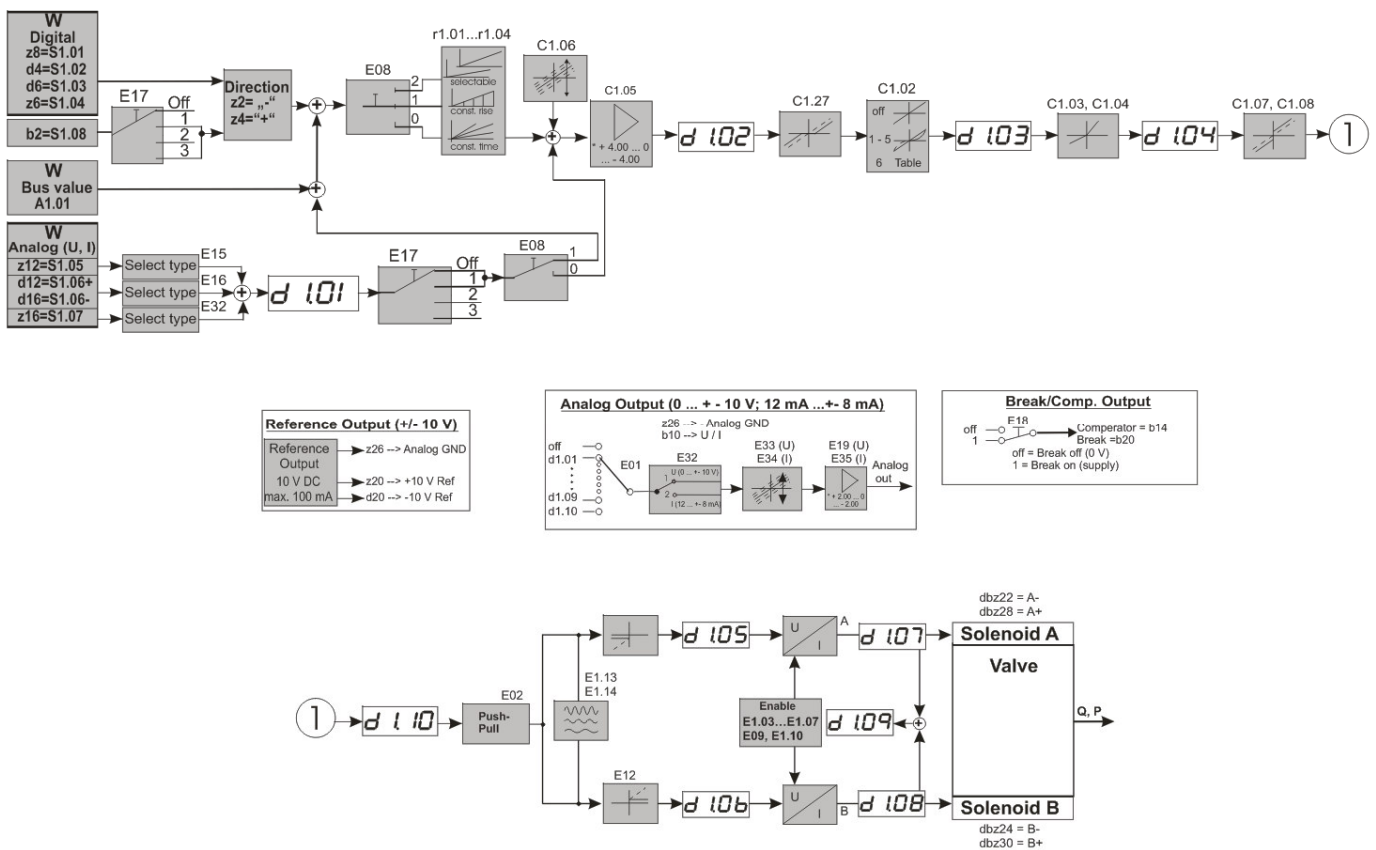 W
Digital
z8=S1.01
d4=S1.02
d6=S1.03
z6=S1.04
b2=S1.08
E17
Off
1
2
3
Direction
z2= „-“
z4=“+“
E08
2
1
0
r1.01...r1.04
selectable
const. rise
const. time
C1.06
C1.05
* + 4.00 ... 0
... - 4.00
d 1.02
C1.27
C1.02
off
1 - 5
6 Table
d 1.03
C1.03, C1.04
d 1.04
C1.07, C1.08
1
W
Bus value
A1.01
W
Analog (U, I)
z12=S1.05
d12=S1.06+
d16=S1.06-
z16=S1.07
Select type
E15
Select type
E16
Select type
E32
d 1.01
E17
Off
1
2
3
E08
1
0
Reference Output (+/- 10 V)
Reference
Output
10 V DC
max. 100 mA
z26 --> Analog GND
z20 --> +10 V Ref
d20 --> -10 V Ref
Analog Output (0 ... + - 10 V; 12 mA ...+- 8 mA)
z26 --> - Analog GND
b10 --> U / I
off
d1.01
d1.09
d1.10
E01
E32
U (0 ... +- 10 V)
1
2
I (12 ... +- 8 mA)
E33 (U)
E34 (I)
E19 (U)
E35 (I)
* + 2.00 ... 0
... - 2.00
Analog
out
Break/Comp. Output
off
1
E18
Comperator = b14
Break =b20
off = Break off (0 V)
1 = Break on (supply)
1
d 1.10
E02
Push-
Pull
E1.13
E1.14
E12
d 1.05
d 1.06
U
I
A
Enable
E1.03...E1.07
E09, E1.10
U
I
B
d 1.07
d 1.09
d 1.08
dbz22 = A-
dbz28 = A+
Solenoid A
Valve
Q, P
Solenoid B
dbz24 = B-
dbz30 = B+